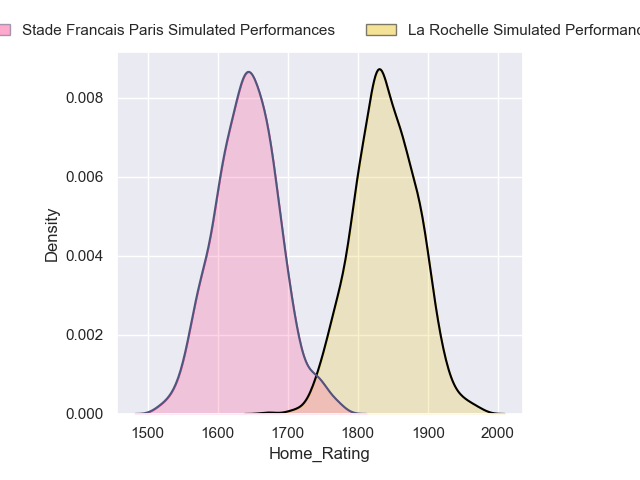 Stade Francais Paris Simulated Performances La Rochelle Simulated
0.008
0.006
0.004
0.002
0.000
Density
1500 1600 1700 1800 1900 2000
Home_Rating